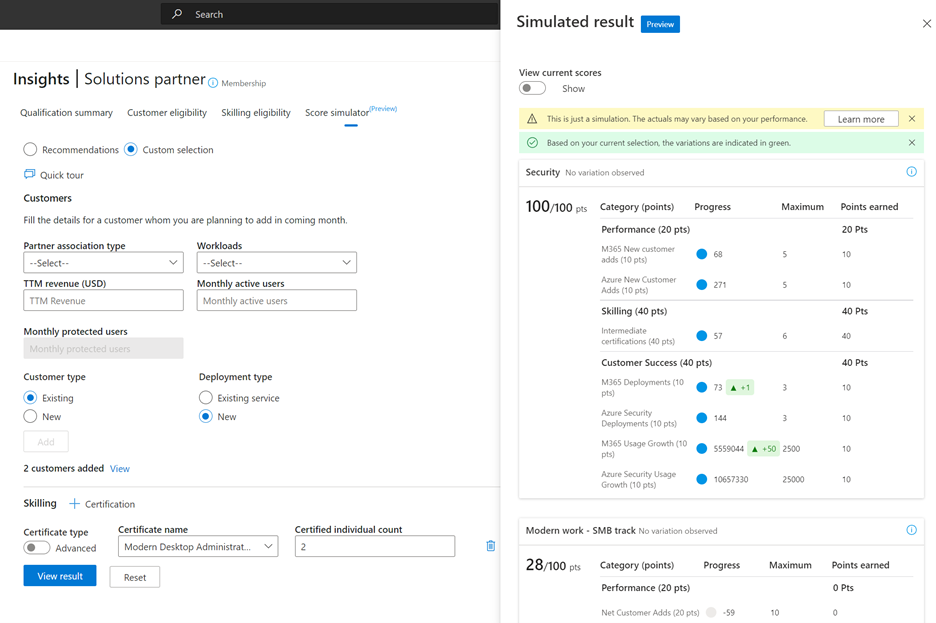 Search
Insights | Solutions partner Membership
Qualification summary Customer eligibility Skilling eligibility Score simulator (Preview)
Recommendations Custom selection
Quick tour
Customers
Fill the details for a customer whom you are planning to add in coming month.
Partner association type Workloads
--Select-- --Select--
TTM revenue (USD) Monthly active users
TTM Revenue Monthly active users
Monthly protected users
Monthly protected users
Customer type Deployment type
Existing Existing service
New New
Add
2 customers added View
Skilling + Certification
Certificate type Certificate name Certified individual count
Advanced Modern Desktop Administrat... 2
View result Reset
Simulated result Preview
View current scores
Show
This is just a simulation. The actuals may vary based on your performance. Learn more
Based on your current selection, the variations are indicated in green.
Security No variation observed
100/100 pts Category (points) Progress Maximum Points earned
Performance (20 pts) 20 Pts
M365 New customer
adds (10 pts) 68 5 10
Azure New Customer
Adds (10 pts) 271 5 10
Skilling (40 pts) 40 Pts
Intermediate
certifications (40 pts) 57 6 40
Customer Success (40 pts) 40 Pts
M365 Deployments (10
pts) 73 ▲ +1 3 10
Azure Security
Deployments (10 pts) 144 3 10
M365 Usage Growth (10
pts) 5559044 ▲ +50 2500 10
Azure Security Usage
Growth (10 pts) 10657330 25000 10
Modern work - SMB track No variation observed
28/100 pts Category (points) Progress Maximum Points earned
Performance (20 pts) 0 Pts
Net Customer Adds (20 pts) -59 10 0